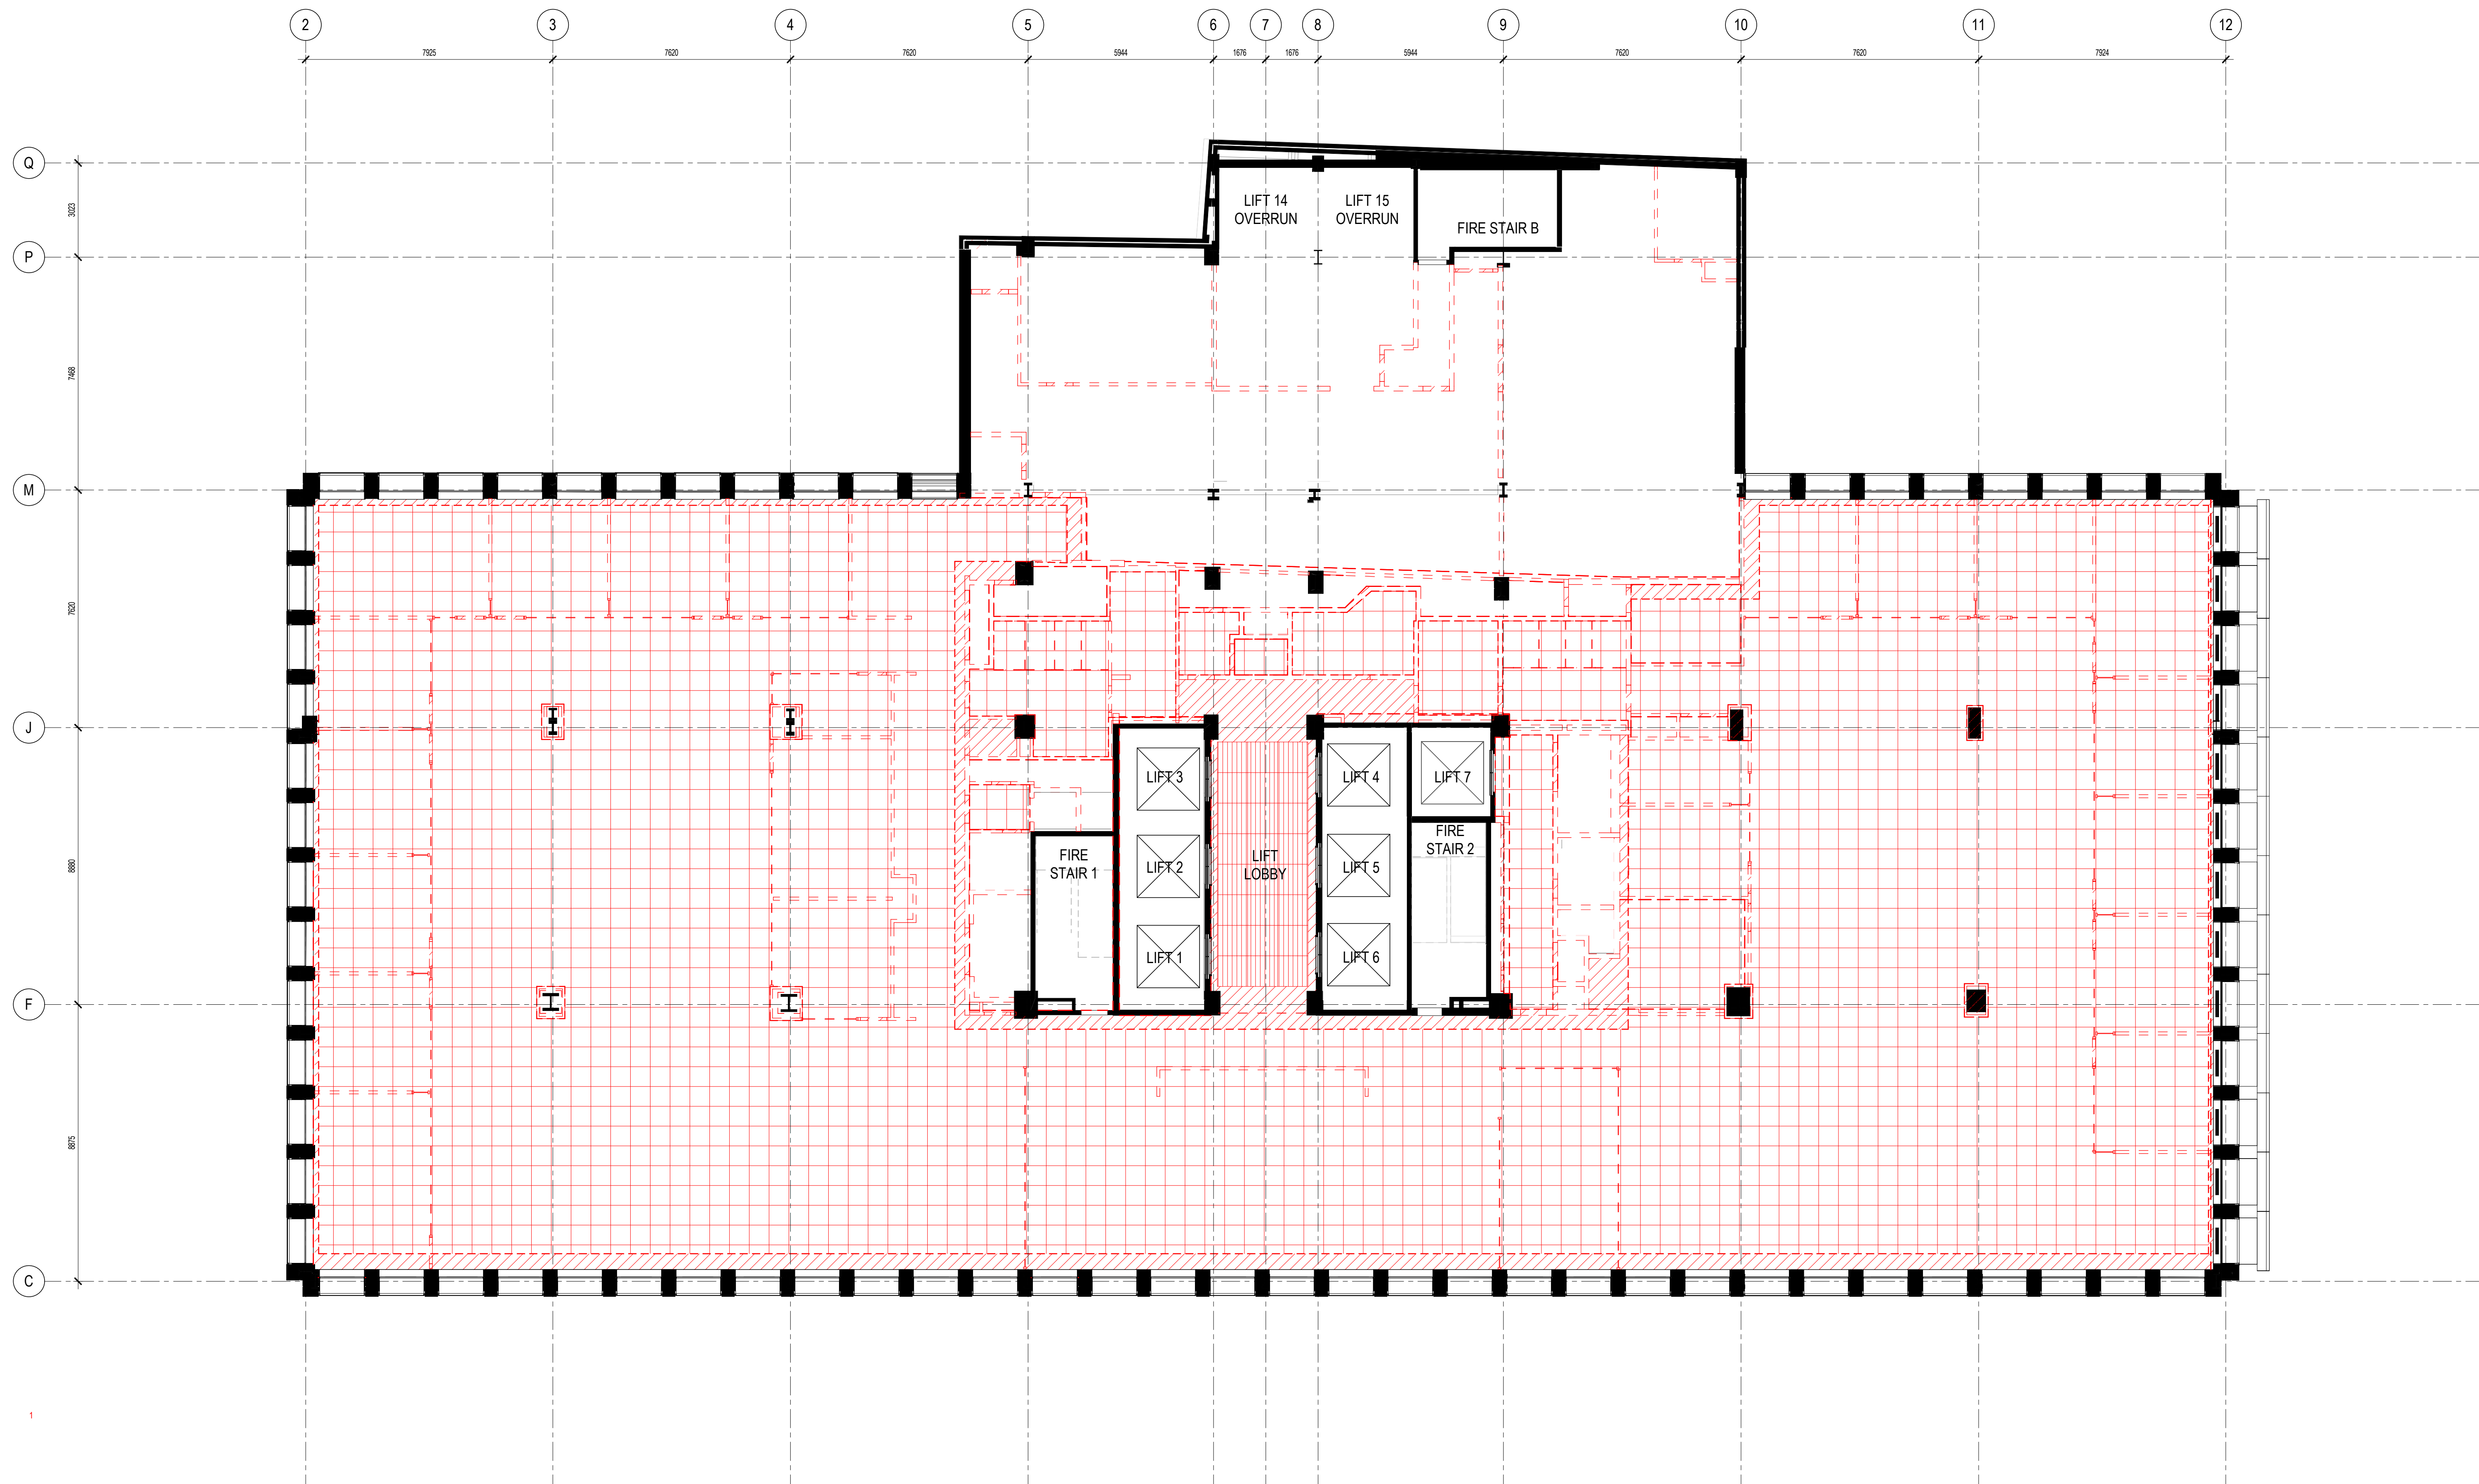 2 3 4 5 6 7 8 9 10 11 12
7925 7620 7620 5944 1676 1676 5944 7620 7620 7924
Q
3023
P
7468
M
7620
J
8880
F
8875
C
LIFT 14
OVERRUN
LIFT 15
OVERRUN
FIRE STAIR B
LIFT 3
LIFT 4
LIFT 7
FIRE
STAIR 1
LIFT 2
LIFT
LOBBY
LIFT 5
FIRE
STAIR 2
LIFT 1
LIFT 6
1